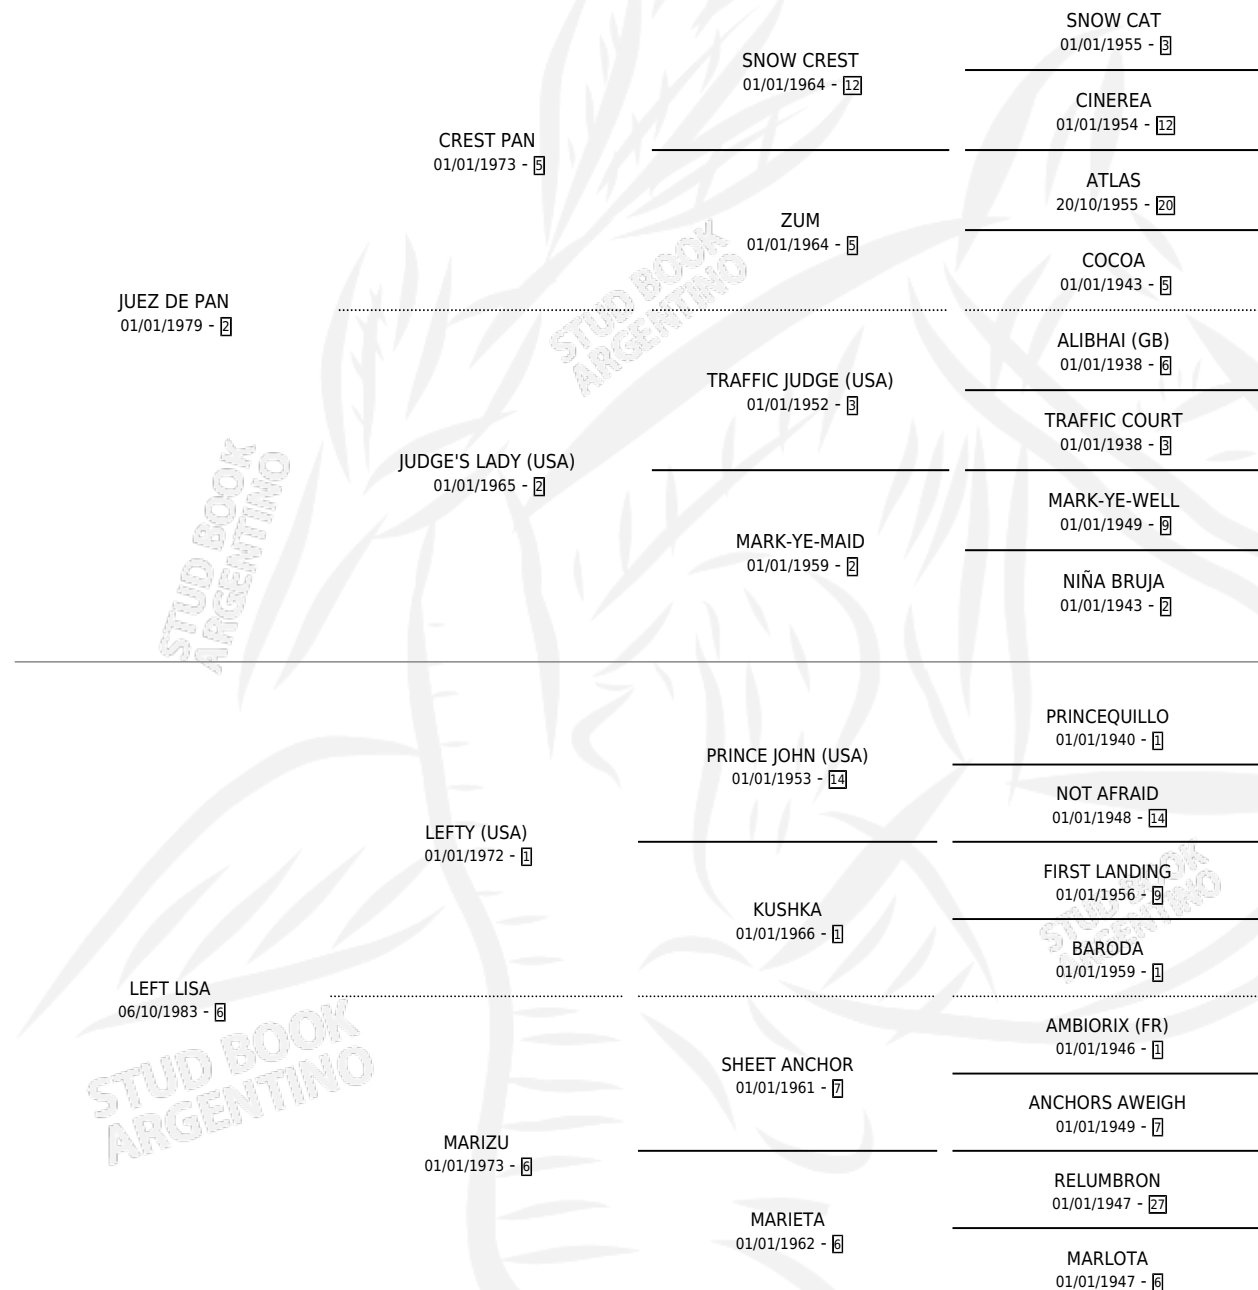 SNOW CAT
01/01/1955 - 3
SNOW CREST
01/01/1964 - 12
CINEREA
01/01/1954 - 12
CREST PAN
01/01/1973 - 5
ATLAS
20/10/1955 - 20
ZUM
01/01/1964 - 5
COCOA
01/01/1943 - 5
JUEZ DE PAN
01/01/1979 - 2
STUD BOOK
ARGENTINO
ALIBHAI (GB)
01/01/1938 - 6
TRAFFIC JUDGE (USA)
01/01/1952 - 3
TRAFFIC COURT
01/01/1938 - 3
JUDGE'S LADY (USA)
01/01/1965 - 2
MARK-YE-WELL
01/01/1949 - 9
MARK-YE-MAID
01/01/1959 - 2
NIÑA BRUJA
01/01/1943 - 2
STUD BOOK
ARGENTINO
PRINCEQUILLO
01/01/1940 - 1
PRINCE JOHN (USA)
01/01/1953 - 14
NOT AFRAID
01/01/1948 - 14
LEFTY (USA)
01/01/1972 - 1
FIRST LANDING
01/01/1956 - 9
KUSHKA
01/01/1966 - 1
BARODA
01/01/1959 - 1
STUD BOOK
ARGENTINO
LEFT LISA
06/10/1983 - 6
AMBIORIX (FR)
01/01/1946 - 1
SHEET ANCHOR
01/01/1961 - 7
ANCHORS AWEIGH
01/01/1949 - 7
STUD BOOK
ARGENTINO
MARIZU
01/01/1973 - 6
RELUMBRON
01/01/1947 - 27
MARIETA
01/01/1962 - 6
MARLOTA
01/01/1947 - 6